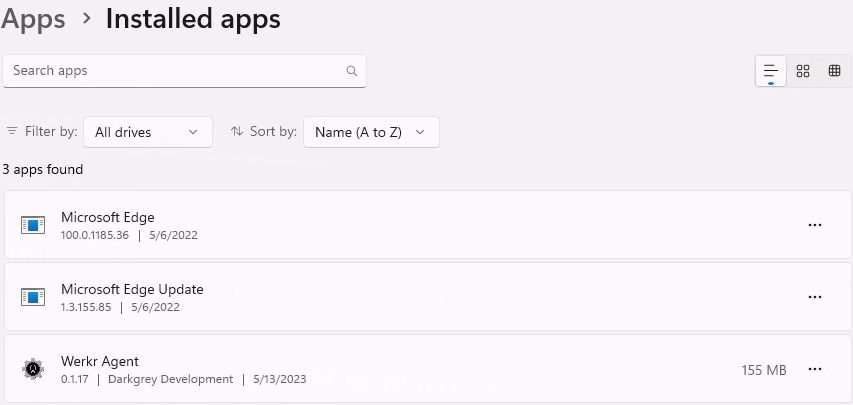 Apps > Installed apps
Search apps
Filter by: All drives Sort by: Name (A to Z)
3 apps found
Microsoft Edge
100.0.1185.36 | 5/6/2022
Microsoft Edge Update
1.3.155.85 | 5/6/2022
Werkr Agent
0.1.17 | Darkgrey Development | 5/13/2023
155 MB